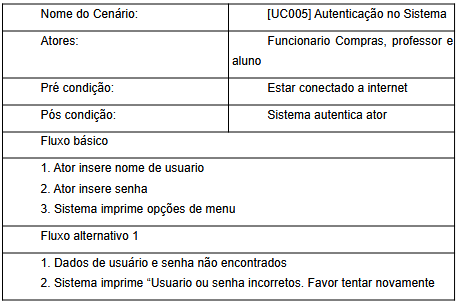 Nome do Cenário: [UC005] Autenticação no Sistema
Atores: Funcionario Compras, professor e
aluno
Pré condição: Estar conectado a internet
Pós condição: Sistema autentica ator
Fluxo básico
1. Ator insere nome de usuario
2. Ator insere senha
3. Sistema imprime opções de menu
Fluxo alternativo 1
1. Dados de usuário e senha não encontrados
2. Sistema imprime “Usuario ou senha incorretos. Favor tentar novamente